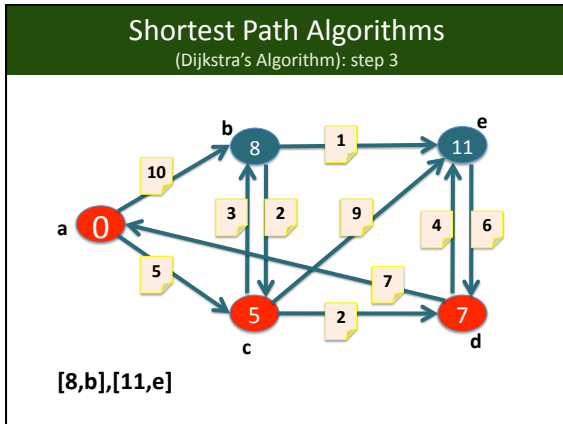 Shortest Path Algorithms
(Dijkstra's Algorithm): step 3
b
e
1
8
11
10
3
2
9
4
6
a
0
5
7
5
2
7
c
d
[8,b],[11,e]